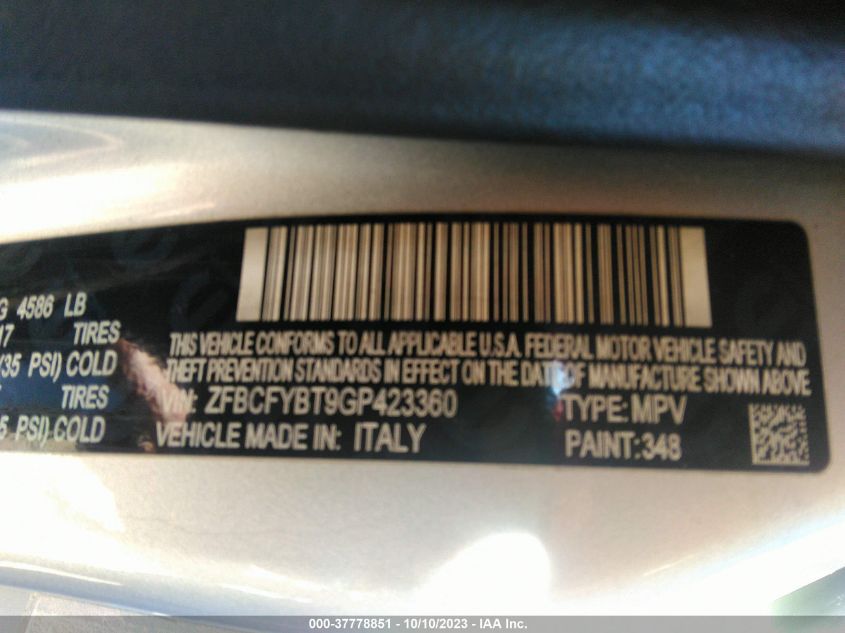 G 4586 LB
17 TIRES
(35 PSI) COLD
TIRES
5 PSI) COLD
THIS VEHICLE CONFORMS TO ALL APPLICABLE U.S.A. FEDERAL MOTOR VEHICLE SAFETY AND
THEFT PREVENTION STANDARDS IN EFFECT ON THE DATE OF MANUFACTURE SHOWN ABOVE
VIN: ZFBCFYBT9GP423360 TYPE: MPV
VEHICLE MADE IN: ITALY PAINT: 348
000-37778851 - 10/10/2023 - IAA Inc.